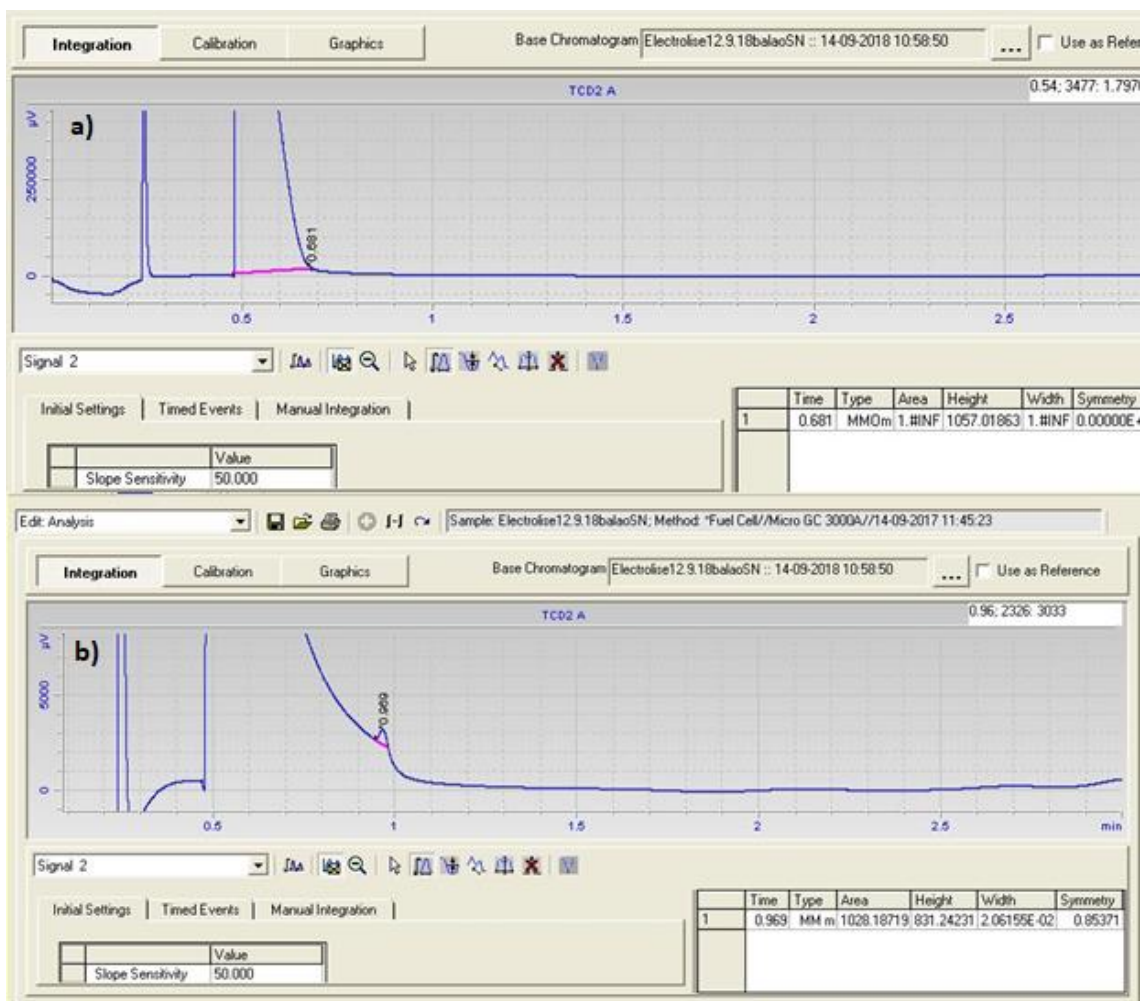 Integration Calibration Graphics Base Chromatogram Electrolise12.9.18balaoSN :: 14-09-2018 10:58:50 ... Use as Refer
TCD2 A 0.54; 3477: 1.7970
µV
a)
250000
0
0.681
0.5 1 1.5 2 2.5
Signal 2
Initial Settings Timed Events Manual Integration
Time Type Area Height Width Symmetry
1 0.681 MMOm 1.#INF 1057.01863 1.#INF 0.00000E+
Value
Slope Sensitivity 50.000
Edit: Analysis Sample: Electrolise12.9.18balaoSN; Method: *Fuel Cell//Micro GC 3000A//14-09-2017 11:45:23
Integration Calibration Graphics Base Chromatogram Electrolise12.9.18balaoSN :: 14-09-2018 10:58:50 ... Use as Reference
TCD2 A 0.96; 2326: 3033
µV
b)
5000
0
0.969
0.5 1 1.5 2 2.5 min
Signal 2
Initial Settings Timed Events Manual Integration
Time Type Area Height Width Symmetry
1 0.969 MM m 1028.18719 831.24231 2.06155E-02 0.85371
Value
Slope Sensitivity 50.000